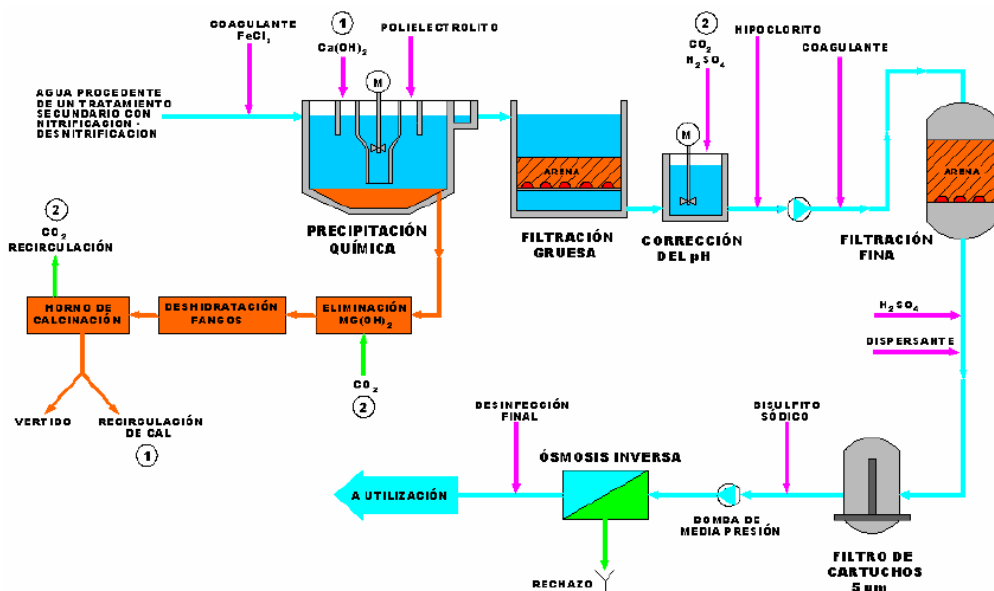 COAGULANTE
FeCl3
1
Ca(OH)2
POLIELECTROLITO
2
CO2
H2SO4
HIPOCLORITO
COAGULANTE
AGUA PROCEDENTE
DE UN TRATAMIENTO
SECUNDARIO CON
NITRIFICACION -
DESNITRIFICACION
M
M
ARENA
ARENA
PRECIPITACIÓN
QUÍMICA
FILTRACIÓN
GRUESA
CORRECCIÓN
DEL pH
FILTRACIÓN
FINA
2
CO2
RECIRCULACIÓN
HORNO DE
CALCINACIÓN
DESHIDRATACIÓN
FANGOS
ELIMINACIÓN
MG(OH)2
CO2
2
VERTIDO
RECIRCULACIÓN
DE CAL
1
H2SO4
DISPERSANTE
DESINFECCIÓN
FINAL
BISULFITO
SÓDICO
ÓSMOSIS INVERSA
A UTILIZACIÓN
BOMBA DE
MEDIA PRESIÓN
RECHAZO
FILTRO DE
CARTUCHOS
5 µm